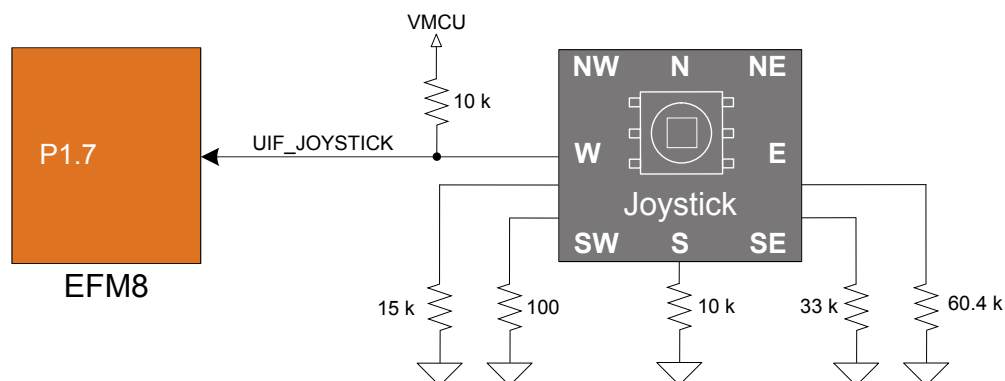 VMCU
10 k
NW N NE
P1.7
UIF_JOYSTICK
W E
Joystick
SW S SE
EFM8
15 k 100 10 k 33 k 60.4 k